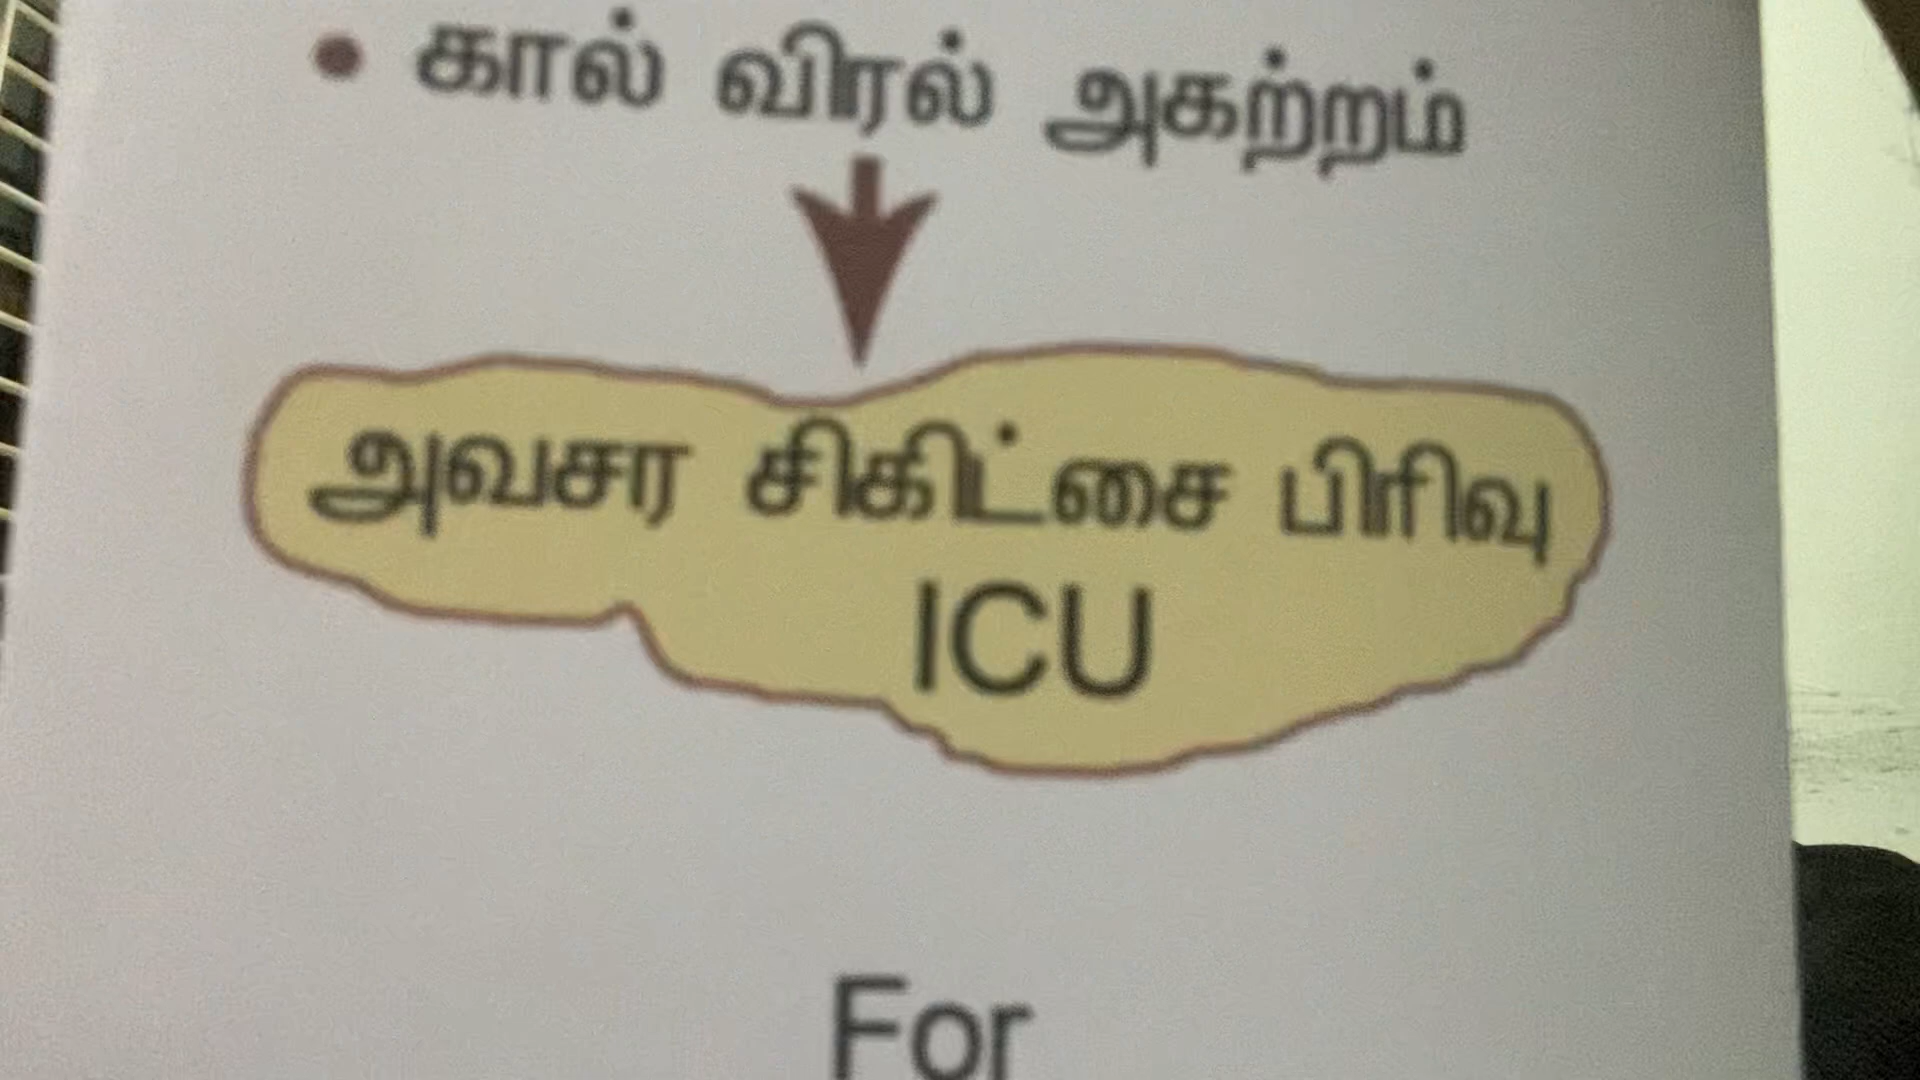 • கால் விரல் அகற்றம்
அவசர சிகிட்சை பிரிவு
ICU
For